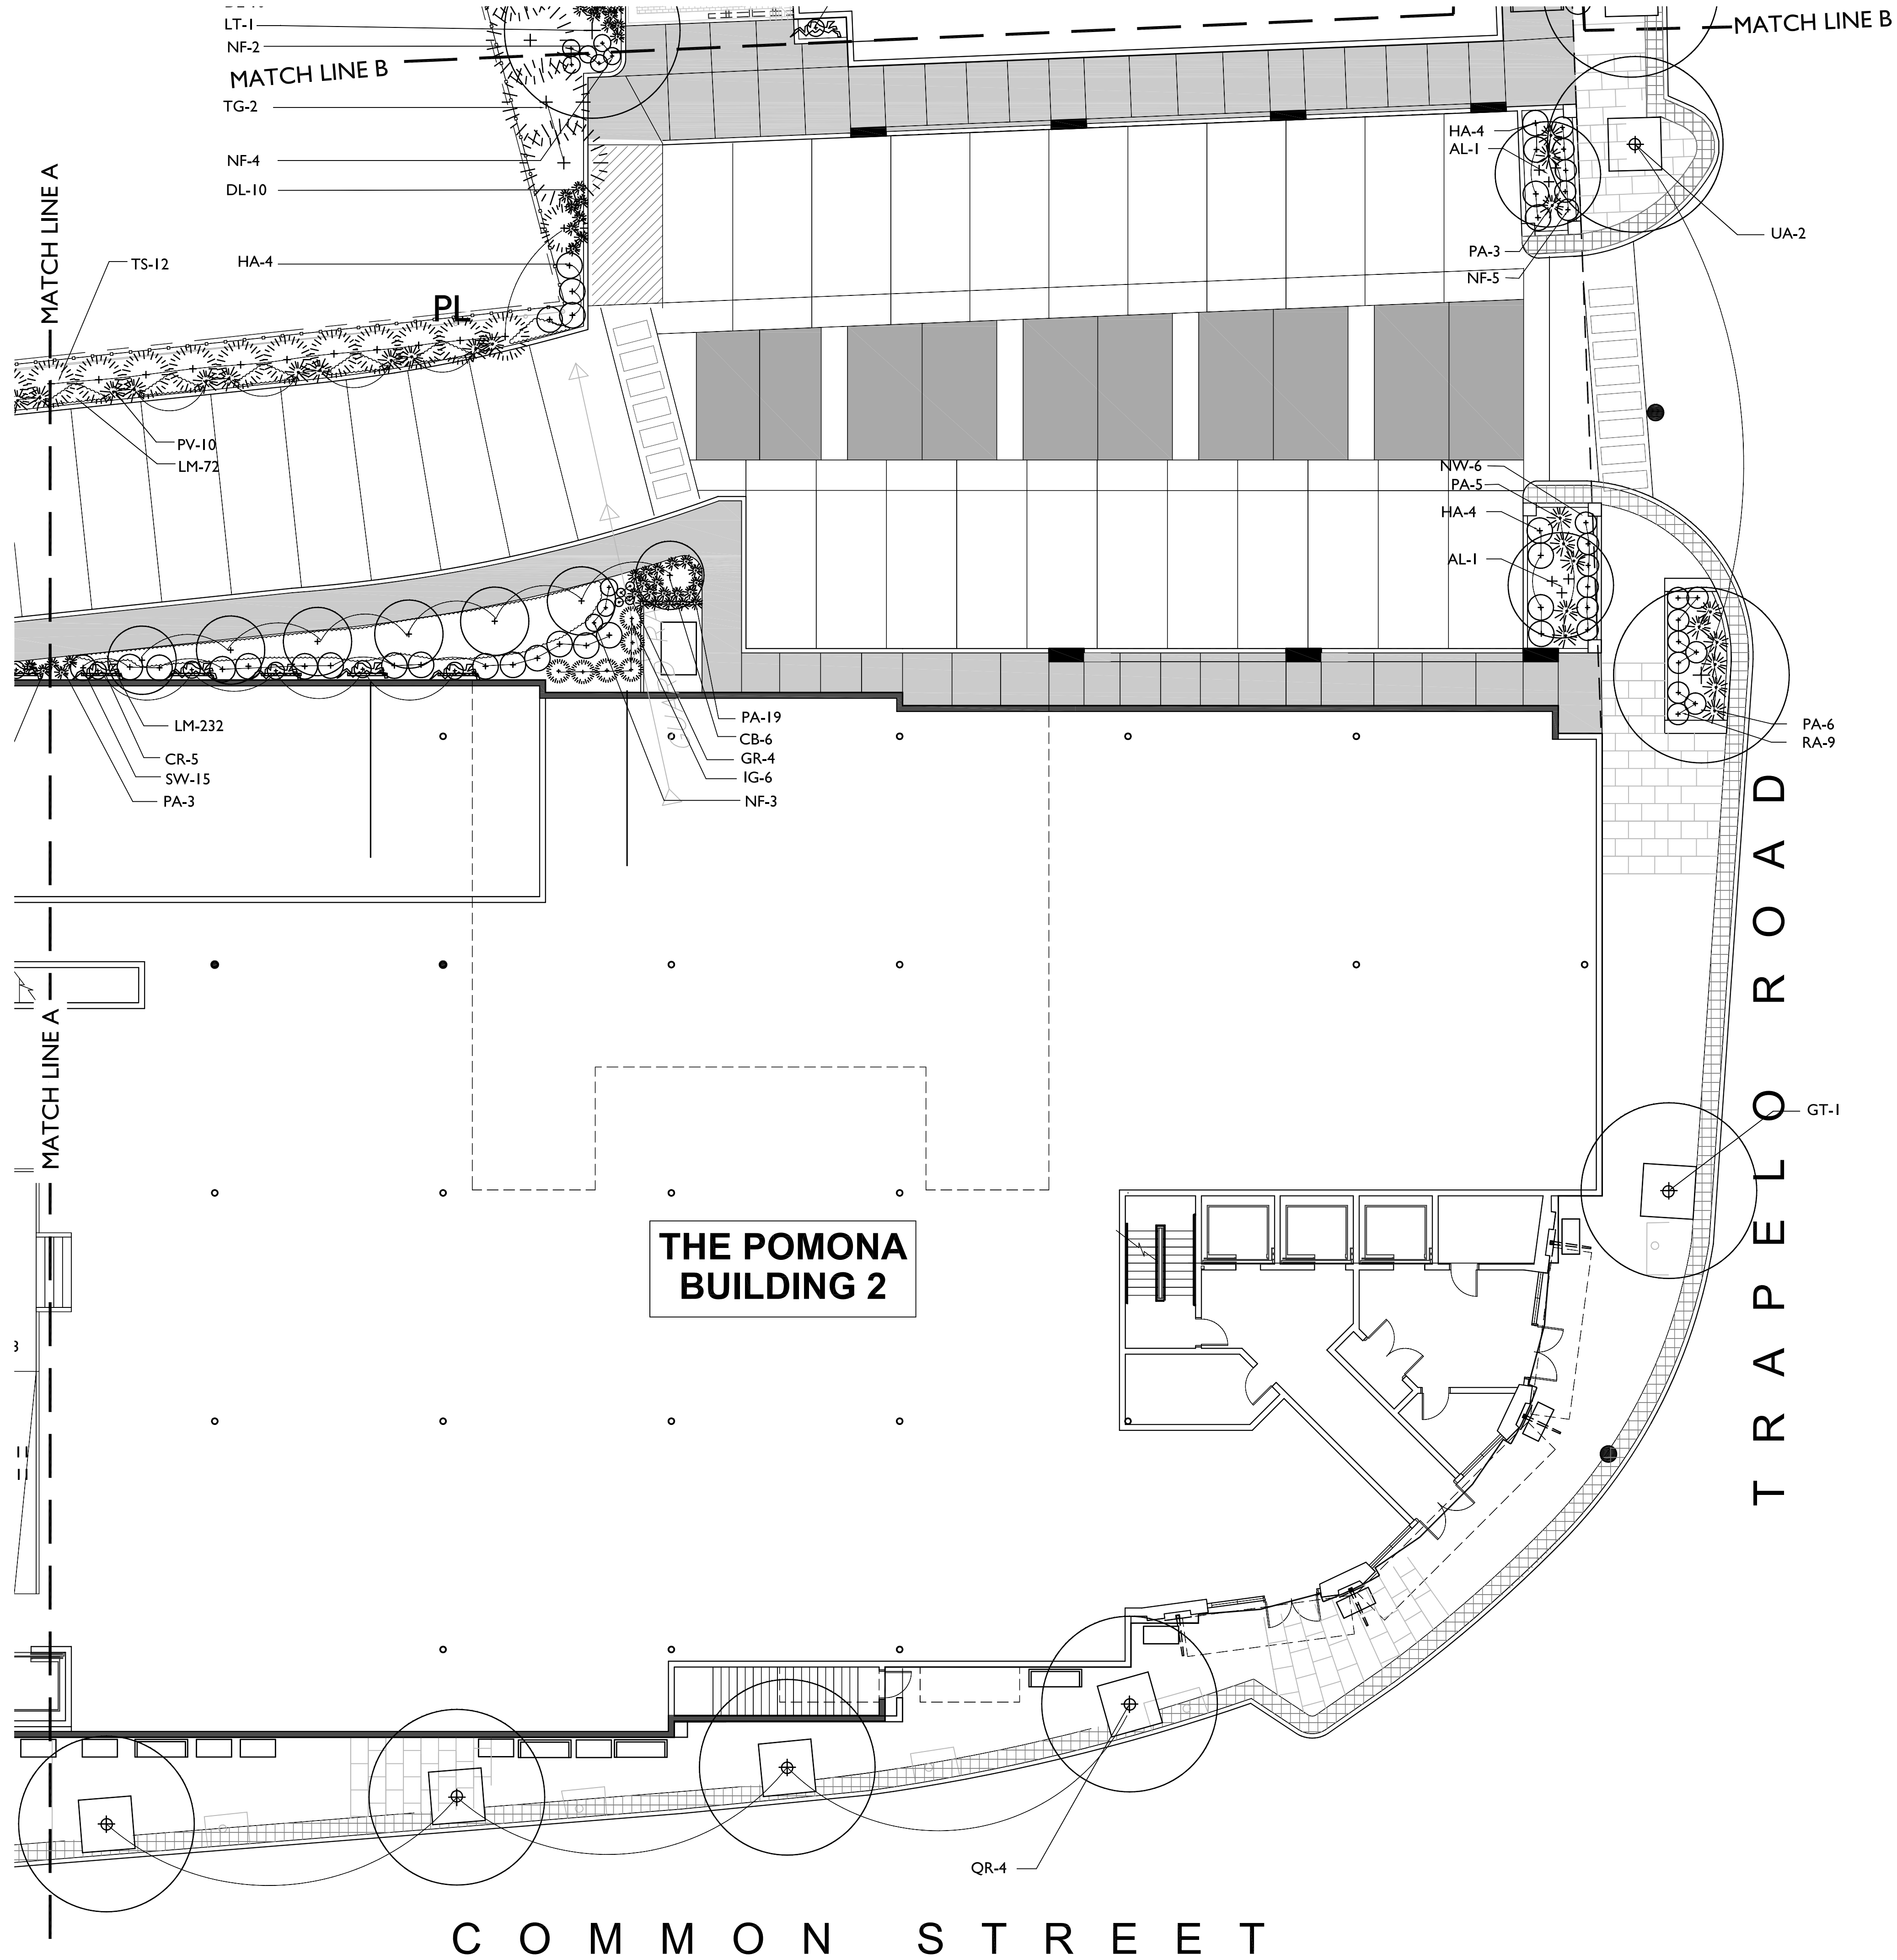 LT-1
NF-2
MATCH LINE B
MATCH LINE B
TG-2
NF-4
DL-10
HA-4
TS-12
PL
MATCH LINE A
PV-10
LM-72
HA-4
AL-1
PA-3
NF-5
UA-2
NW-6
PA-5
HA-4
AL-1
PA-6
RA-9
LM-232
CR-5
SW-15
PA-3
PA-19
CB-6
GR-4
IG-6
NF-3
MATCH LINE A
GT-1
TRAPELO ROAD
THE POMONA
BUILDING 2
QR-4
COMMON STREET